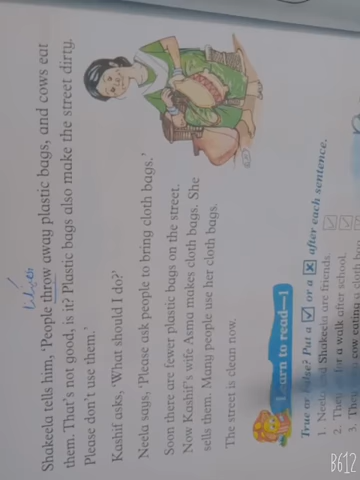 Shakeela tells him, 'People throw away plastic bags, and cows eat
them. That's not good, is it? Plastic bags also make the street dirty.
Please don't use them.'
Kashif asks, 'What should I do?'
Neela says, 'Please ask people to bring cloth bags.'
Soon there are fewer plastic bags on the street.
Now Kashif's wife Asma makes cloth bags. She
sells them. Many people use her cloth bags.
The street is clean now.
Learn to read—1
True or false? Put a ☑ or a ☒ after each sentence.
1. Neela and Shakeela are friends.
2. They for a walk after school.
3. cow eating cloth
B612